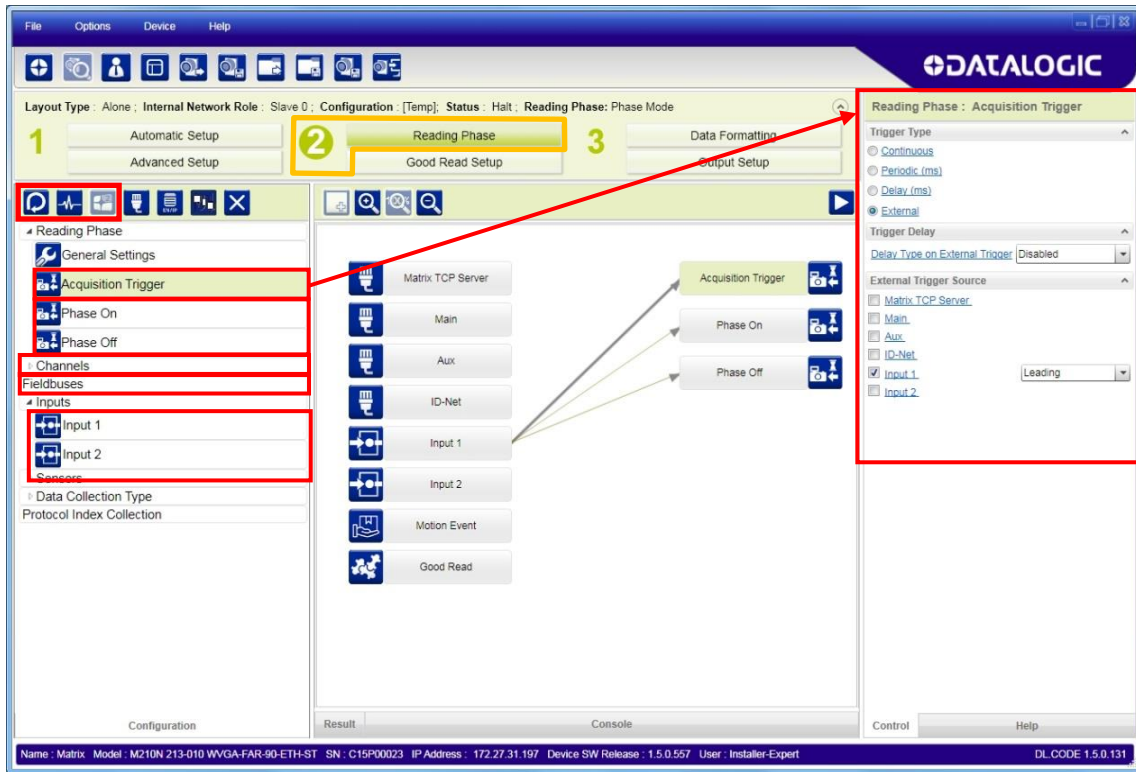 File Options Device Help
DATALOGIC
Layout Type : Alone ; Internal Network Role : Slave 0 ; Configuration : [Temp]; Status : Halt ; Reading Phase: Phase Mode
1 Automatic Setup
Advanced Setup
2 Reading Phase
Good Read Setup
3 Data Formatting
Output Setup
Reading Phase
General Settings
Acquisition Trigger
Phase On
Phase Off
Channels
Fieldbuses
Inputs
Input 1
Input 2
Sensors
Data Collection Type
Protocol Index Collection
Configuration
Matrix TCP Server
Main
Aux
ID-Net
Input 1
Input 2
Motion Event
Good Read
Acquisition Trigger
Phase On
Phase Off
Result Console
Reading Phase : Acquisition Trigger
Trigger Type
Continuous
Periodic (ms)
Delay (ms)
External
Trigger Delay
Delay Type on External Trigger Disabled
External Trigger Source
Matrix TCP Server
Main
Aux
ID-Net
Input 1 Leading
Input 2
Control Help
Name : Matrix Model : M210N 213-010 WVGA-FAR-90-ETH-ST SN : C15P00023 IP Address : 172.27.31.197 Device SW Release : 1.5.0.557 User : Installer-Expert DL.CODE 1.5.0.131